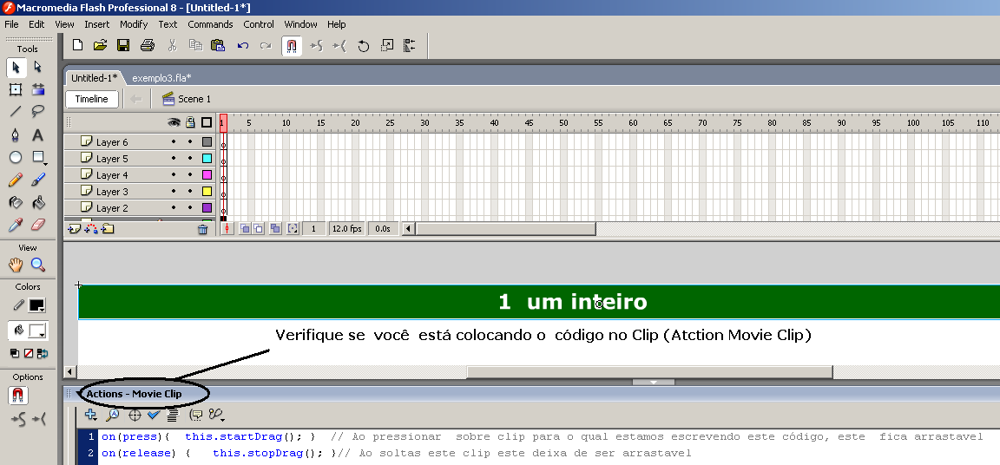 Macromedia Flash Professional 8 - [Untitled-1*]
File Edit View Insert Modify Text Commands Control Window Help
Tools
Untitled-1* exemplo3.fla*
Timeline Scene 1
1 5 10 15 20 25 30 35 40 45 50 55 60 65 70 75 80 85 90 95 100 105 110
Layer 6
Layer 5
Layer 4
Layer 3
Layer 2
1 12.0 fps 0.0s
View
Colors
Options
1 um inteiro
Verifique se você está colocando o código no Clip (Atction Movie Clip)
Actions - Movie Clip
1 on(press){ this.startDrag(); } // Ao pressionar sobre clip para o qual estamos escrevendo este código, este fica arrastavel
2 on(release) { this.stopDrag(); }// Ao soltas este clip este deixa de ser arrastavel